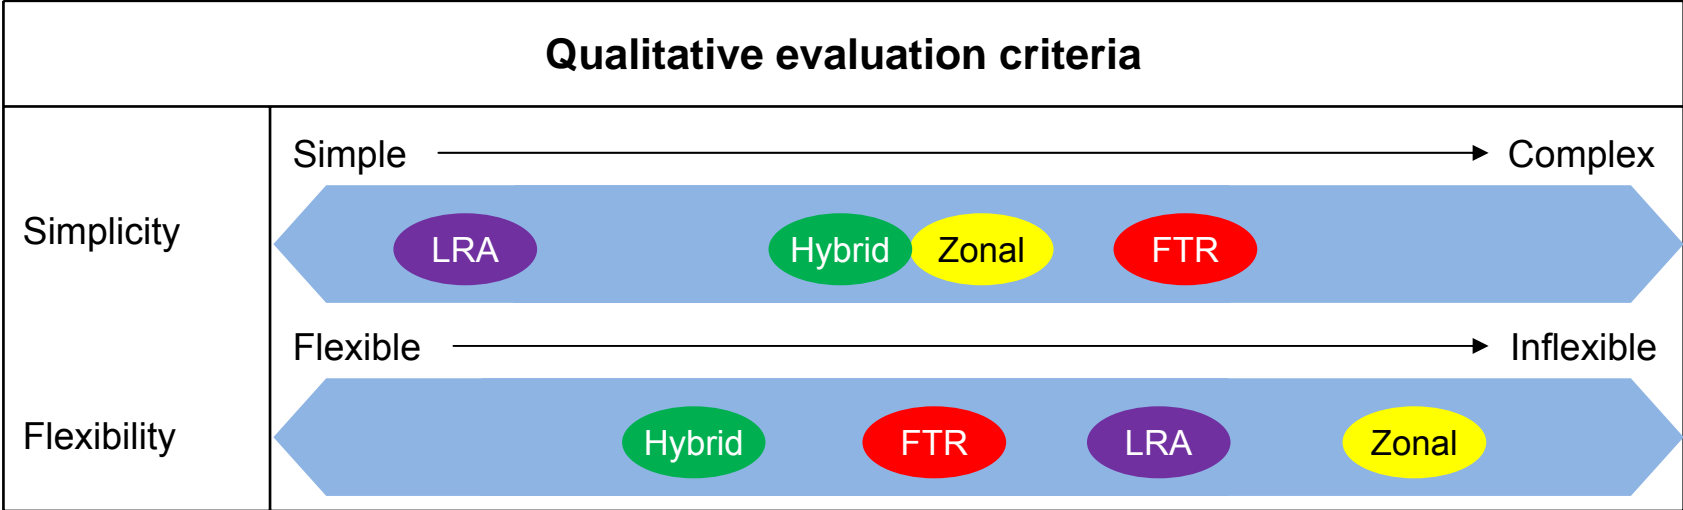 Qualitative evaluation criteria
Simple Complex
Simplicity
LRA Hybrid Zonal FTR
Flexible Inflexible
Flexibility
Hybrid FTR LRA Zonal